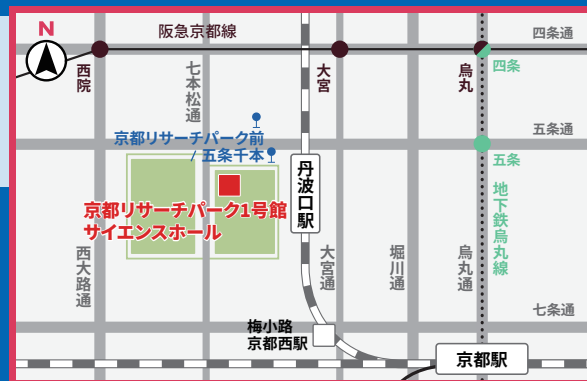 N
阪急京都線
四条通
西院
大宮
烏丸
四条
七本松通
五条通
京都リサーチパーク前
/ 五条千本
五条
丹波口駅
地下鉄烏丸線
京都リサーチパーク1号館
サイエンスホール
西大路通
大宮通
堀川通
烏丸通
七条通
梅小路
京都西駅
京都駅